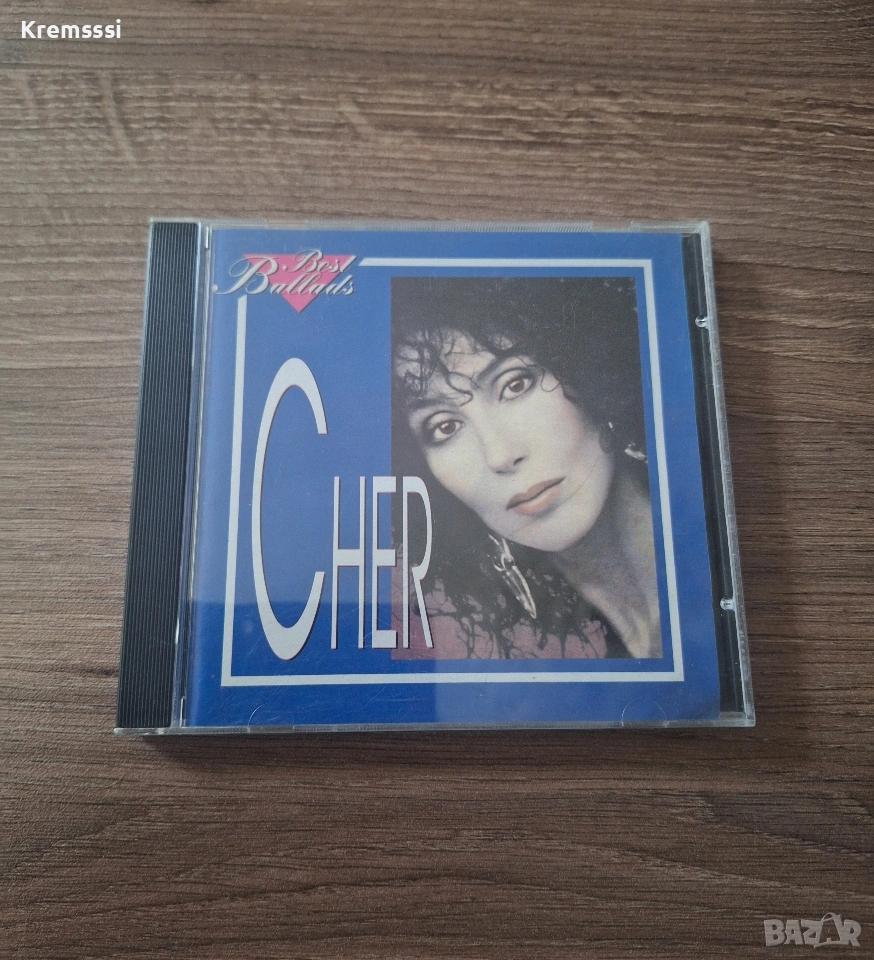 Kremsssi
Best
Ballads
CHER
BAZAR